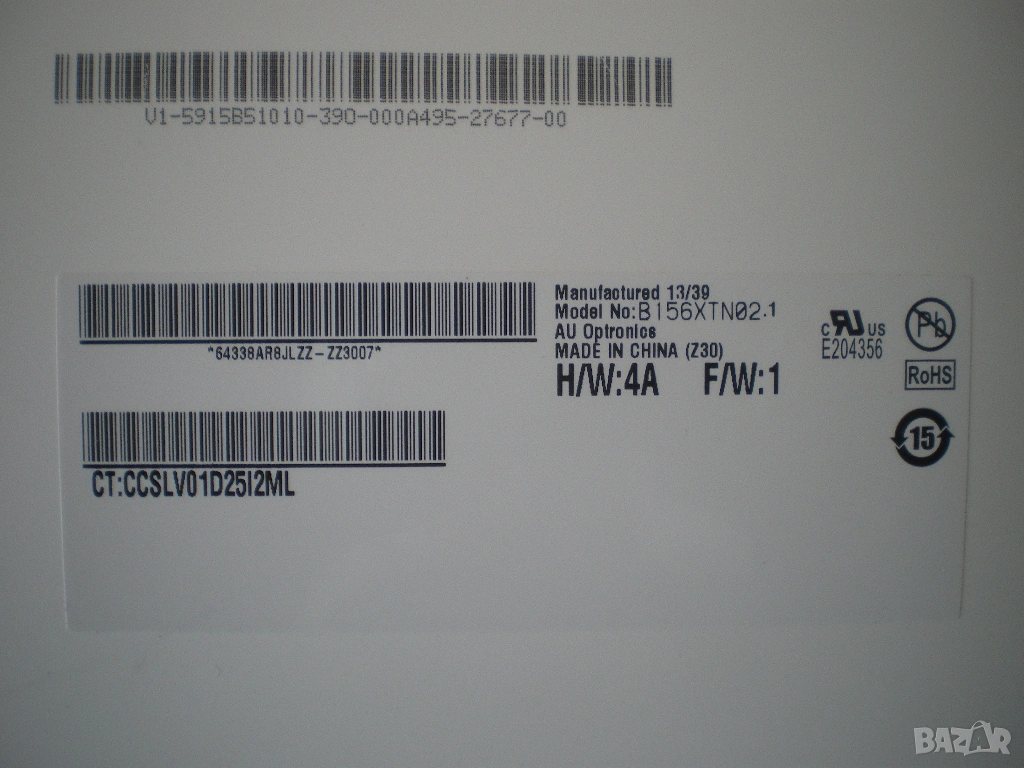 V1-5915B51010-390-000A495-27677-00
Manufactured 13/39
Model No:B156XTN02.1
AU Optronics
MADE IN CHINA (Z30)
H/W:4A F/W:1
*64338AR8JLZZ-ZZ3007*
CT:CCSLV01D25I2ML
c RU US
E204356
Pb
RoHS
15
BAZAR